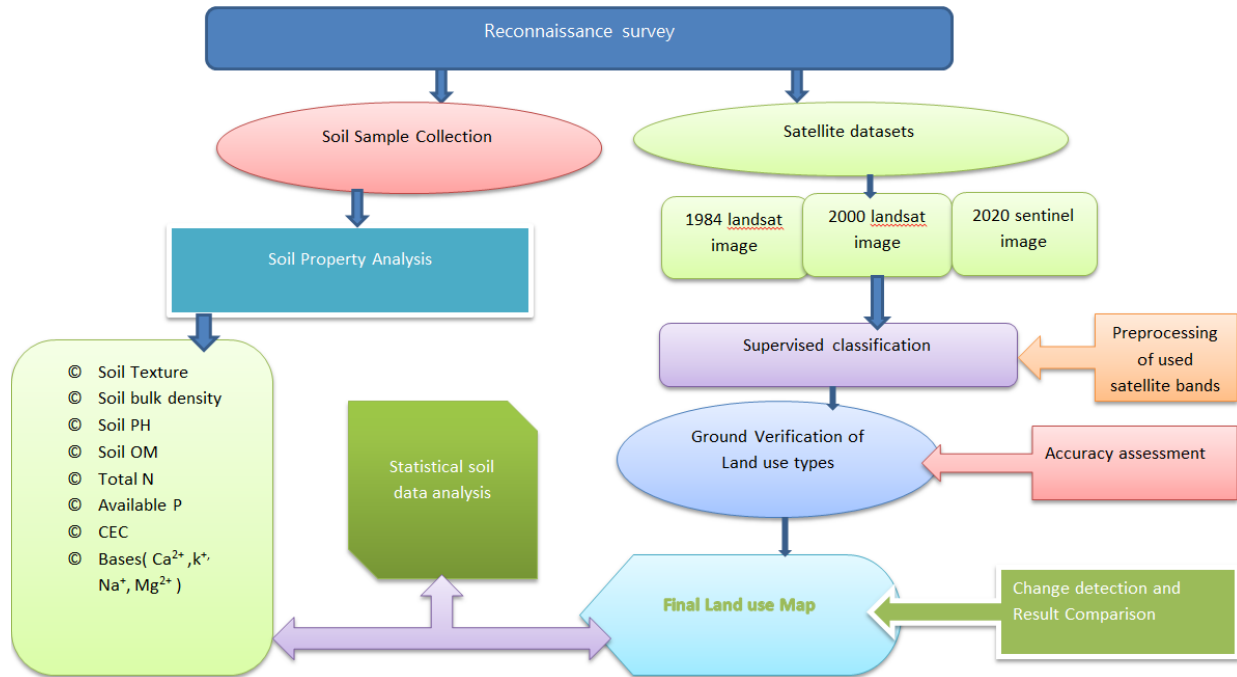 Reconnaissance survey
Soil Sample Collection
Satellite datasets
1984 landsat
image
2000 landsat
image
2020 sentinel
image
Soil Property Analysis
Supervised classification
Preprocessing
of used
satellite bands
© Soil Texture
© Soil bulk density
© Soil PH
© Soil OM
© Total N
© Available P
© CEC
© Bases( Ca²⁺ ,k⁺,
Na⁺, Mg²⁺ )
Statistical soil
data analysis
Ground Verification of
Land use types
Accuracy assessment
Final Land use Map
Change detection and
Result Comparison